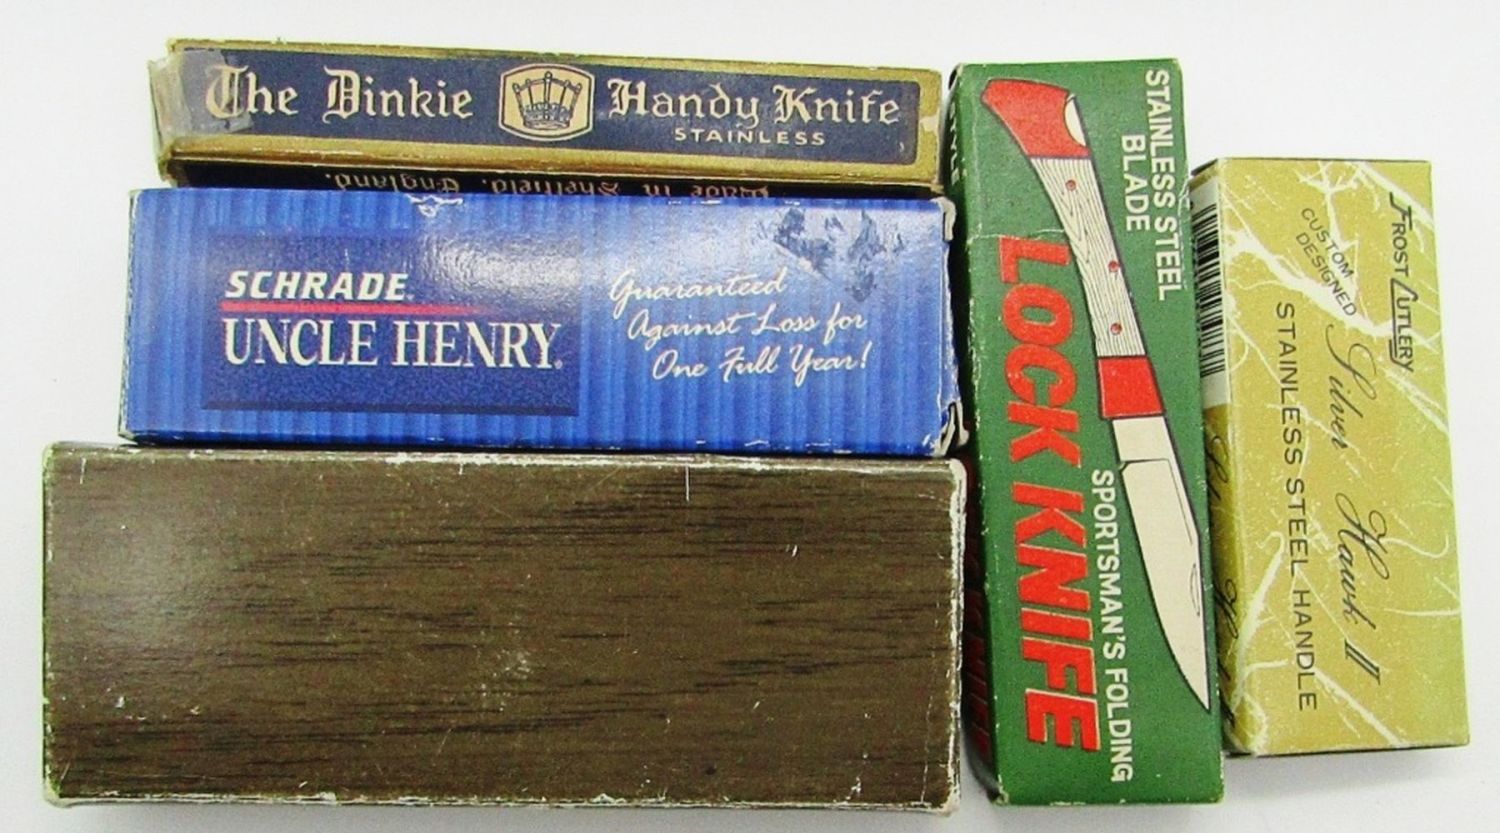 The Dinkie Handy Knife
STAINLESS
Made in Sheffield. England.
SCHRADE
UNCLE HENRY®
Guaranteed
Against Loss for
One Full Year!
STAINLESS STEEL
BLADE
LOCK KNIFE
SPORTSMAN'S FOLDING
FROST CUTLERY
CUSTOM
DESIGNED
Silver Hawk II
STAINLESS STEEL HANDLE